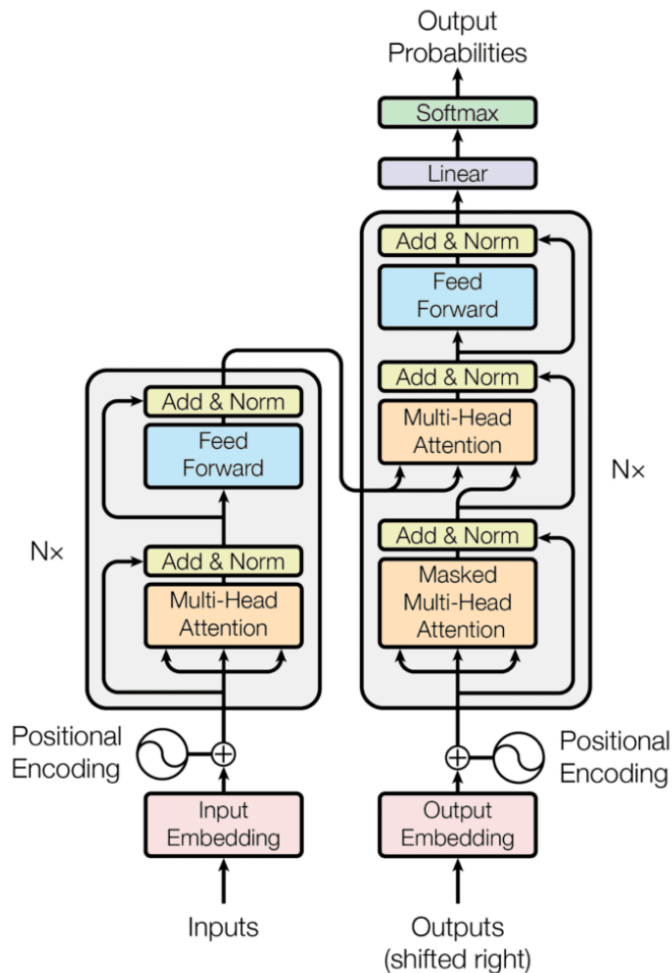 Output
Probabilities
Softmax
Linear
Add & Norm
Feed
Forward
Add & Norm
Multi-Head
Attention
Nx
Add & Norm
Masked
Multi-Head
Attention
Add & Norm
Feed
Forward
Nx
Add & Norm
Multi-Head
Attention
Positional
Encoding
Positional
Encoding
Input
Embedding
Output
Embedding
Inputs
Outputs
(shifted right)